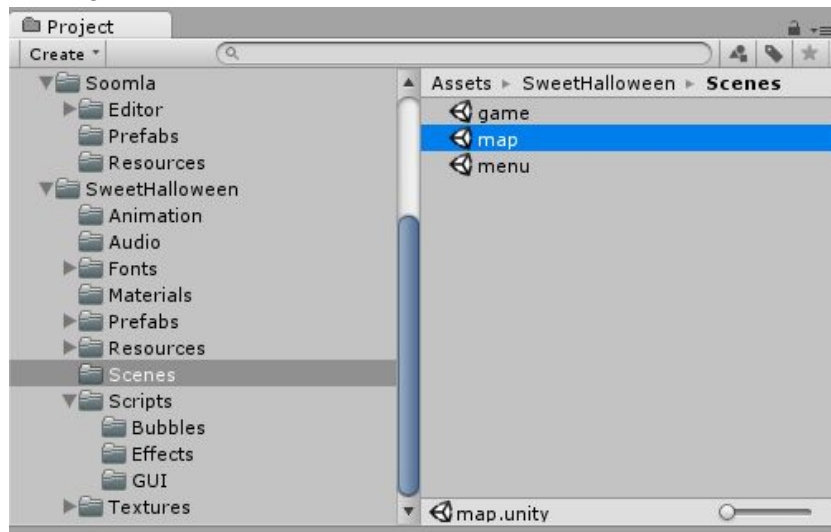 Project
Create
Soomla
Editor
Prefabs
Resources
SweetHalloween
Animation
Audio
Fonts
Materials
Prefabs
Resources
Scenes
Scripts
Bubbles
Effects
GUI
Textures
Assets SweetHalloween Scenes
game
map
menu
map.unity